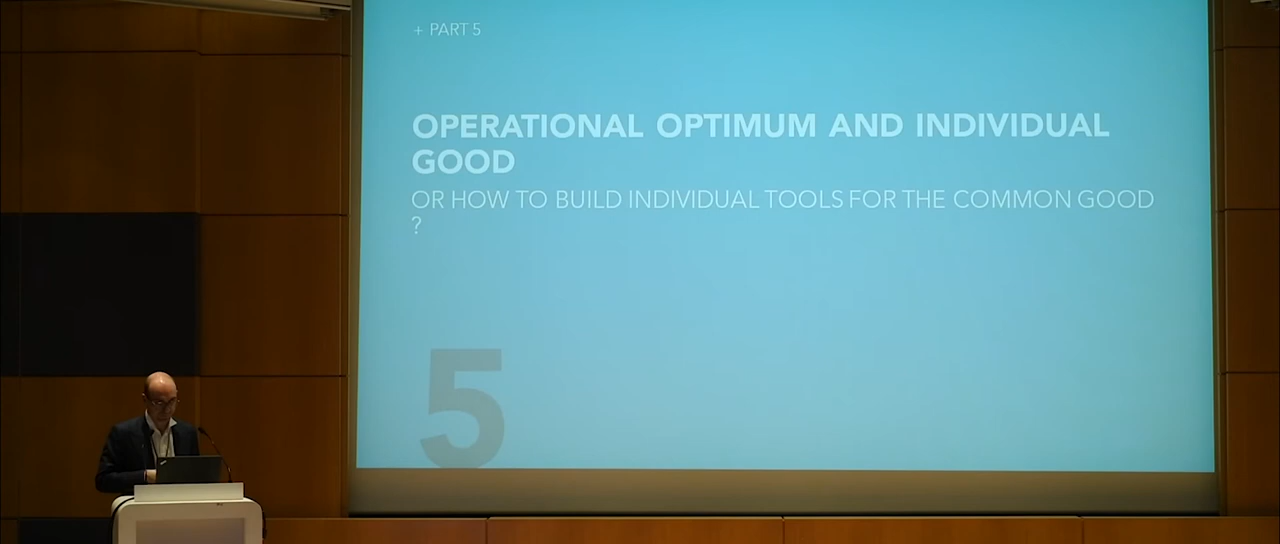 + PART 5
OPERATIONAL OPTIMUM AND INDIVIDUAL
GOOD
OR HOW TO BUILD INDIVIDUAL TOOLS FOR THE COMMON GOOD
?
5